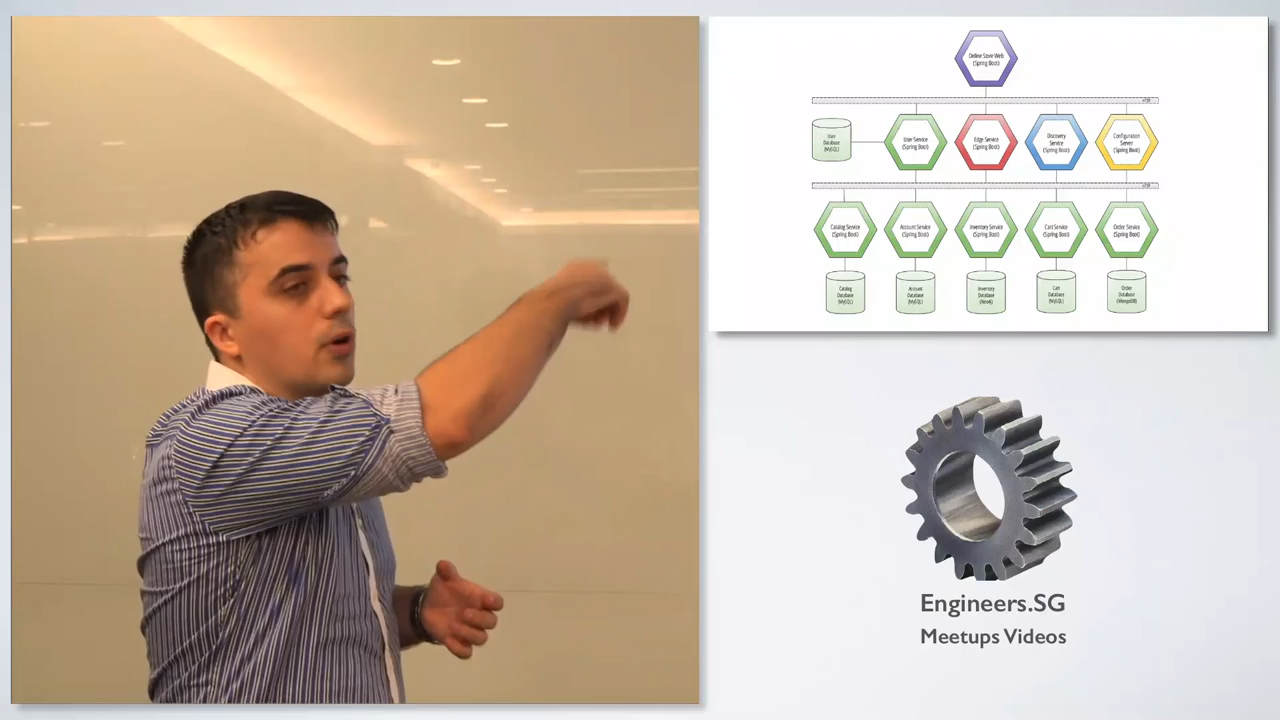 Online Store Web
(Spring Boot)
HTTP
User
Database
(MySQL)
User Service
(Spring Boot)
Edge Service
(Spring Boot)
Discovery
Service
(Spring Boot)
Configuration
Server
(Spring Boot)
HTTP
Catalog Service
(Spring Boot)
Account Service
(Spring Boot)
Inventory Service
(Spring Boot)
Cart Service
(Spring Boot)
Order Service
(Spring Boot)
Catalog
Database
(MySQL)
Account
Database
(MySQL)
Inventory
Database
(Neo4j)
Cart
Database
(MySQL)
Order
Database
(MongoDB)
Engineers.SG
Meetups Videos